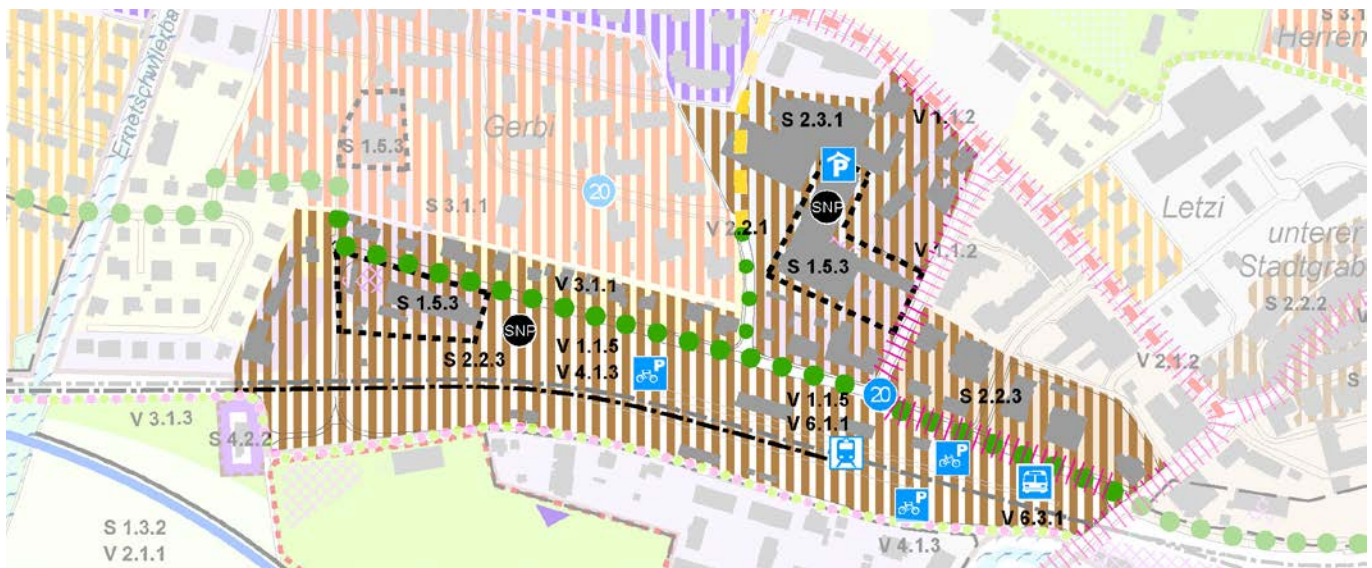 S 3.1
Herren
Ernetschwilerba
S 1.5.3
Gerbi
S 3.1.1
20
S 2.3.1
P
SNP
V 1.1.2
Letzi
unterer
Stadtgrab
V 2.2.1
S 1.5.3
V 1.1.2
S 2.2.2
V
S
V 2.1.2
S 1.5.3
V 3.1.1
SNP
S 2.2.3
V 1.1.5
V 4.1.3
P
V 1.1.5
V 6.1.1
20
S 2.2.3
V 3.1.3
S 4.2.2
P
P
V 6.3.1
V 4.1.3
S 1.3.2
V 2.1.1